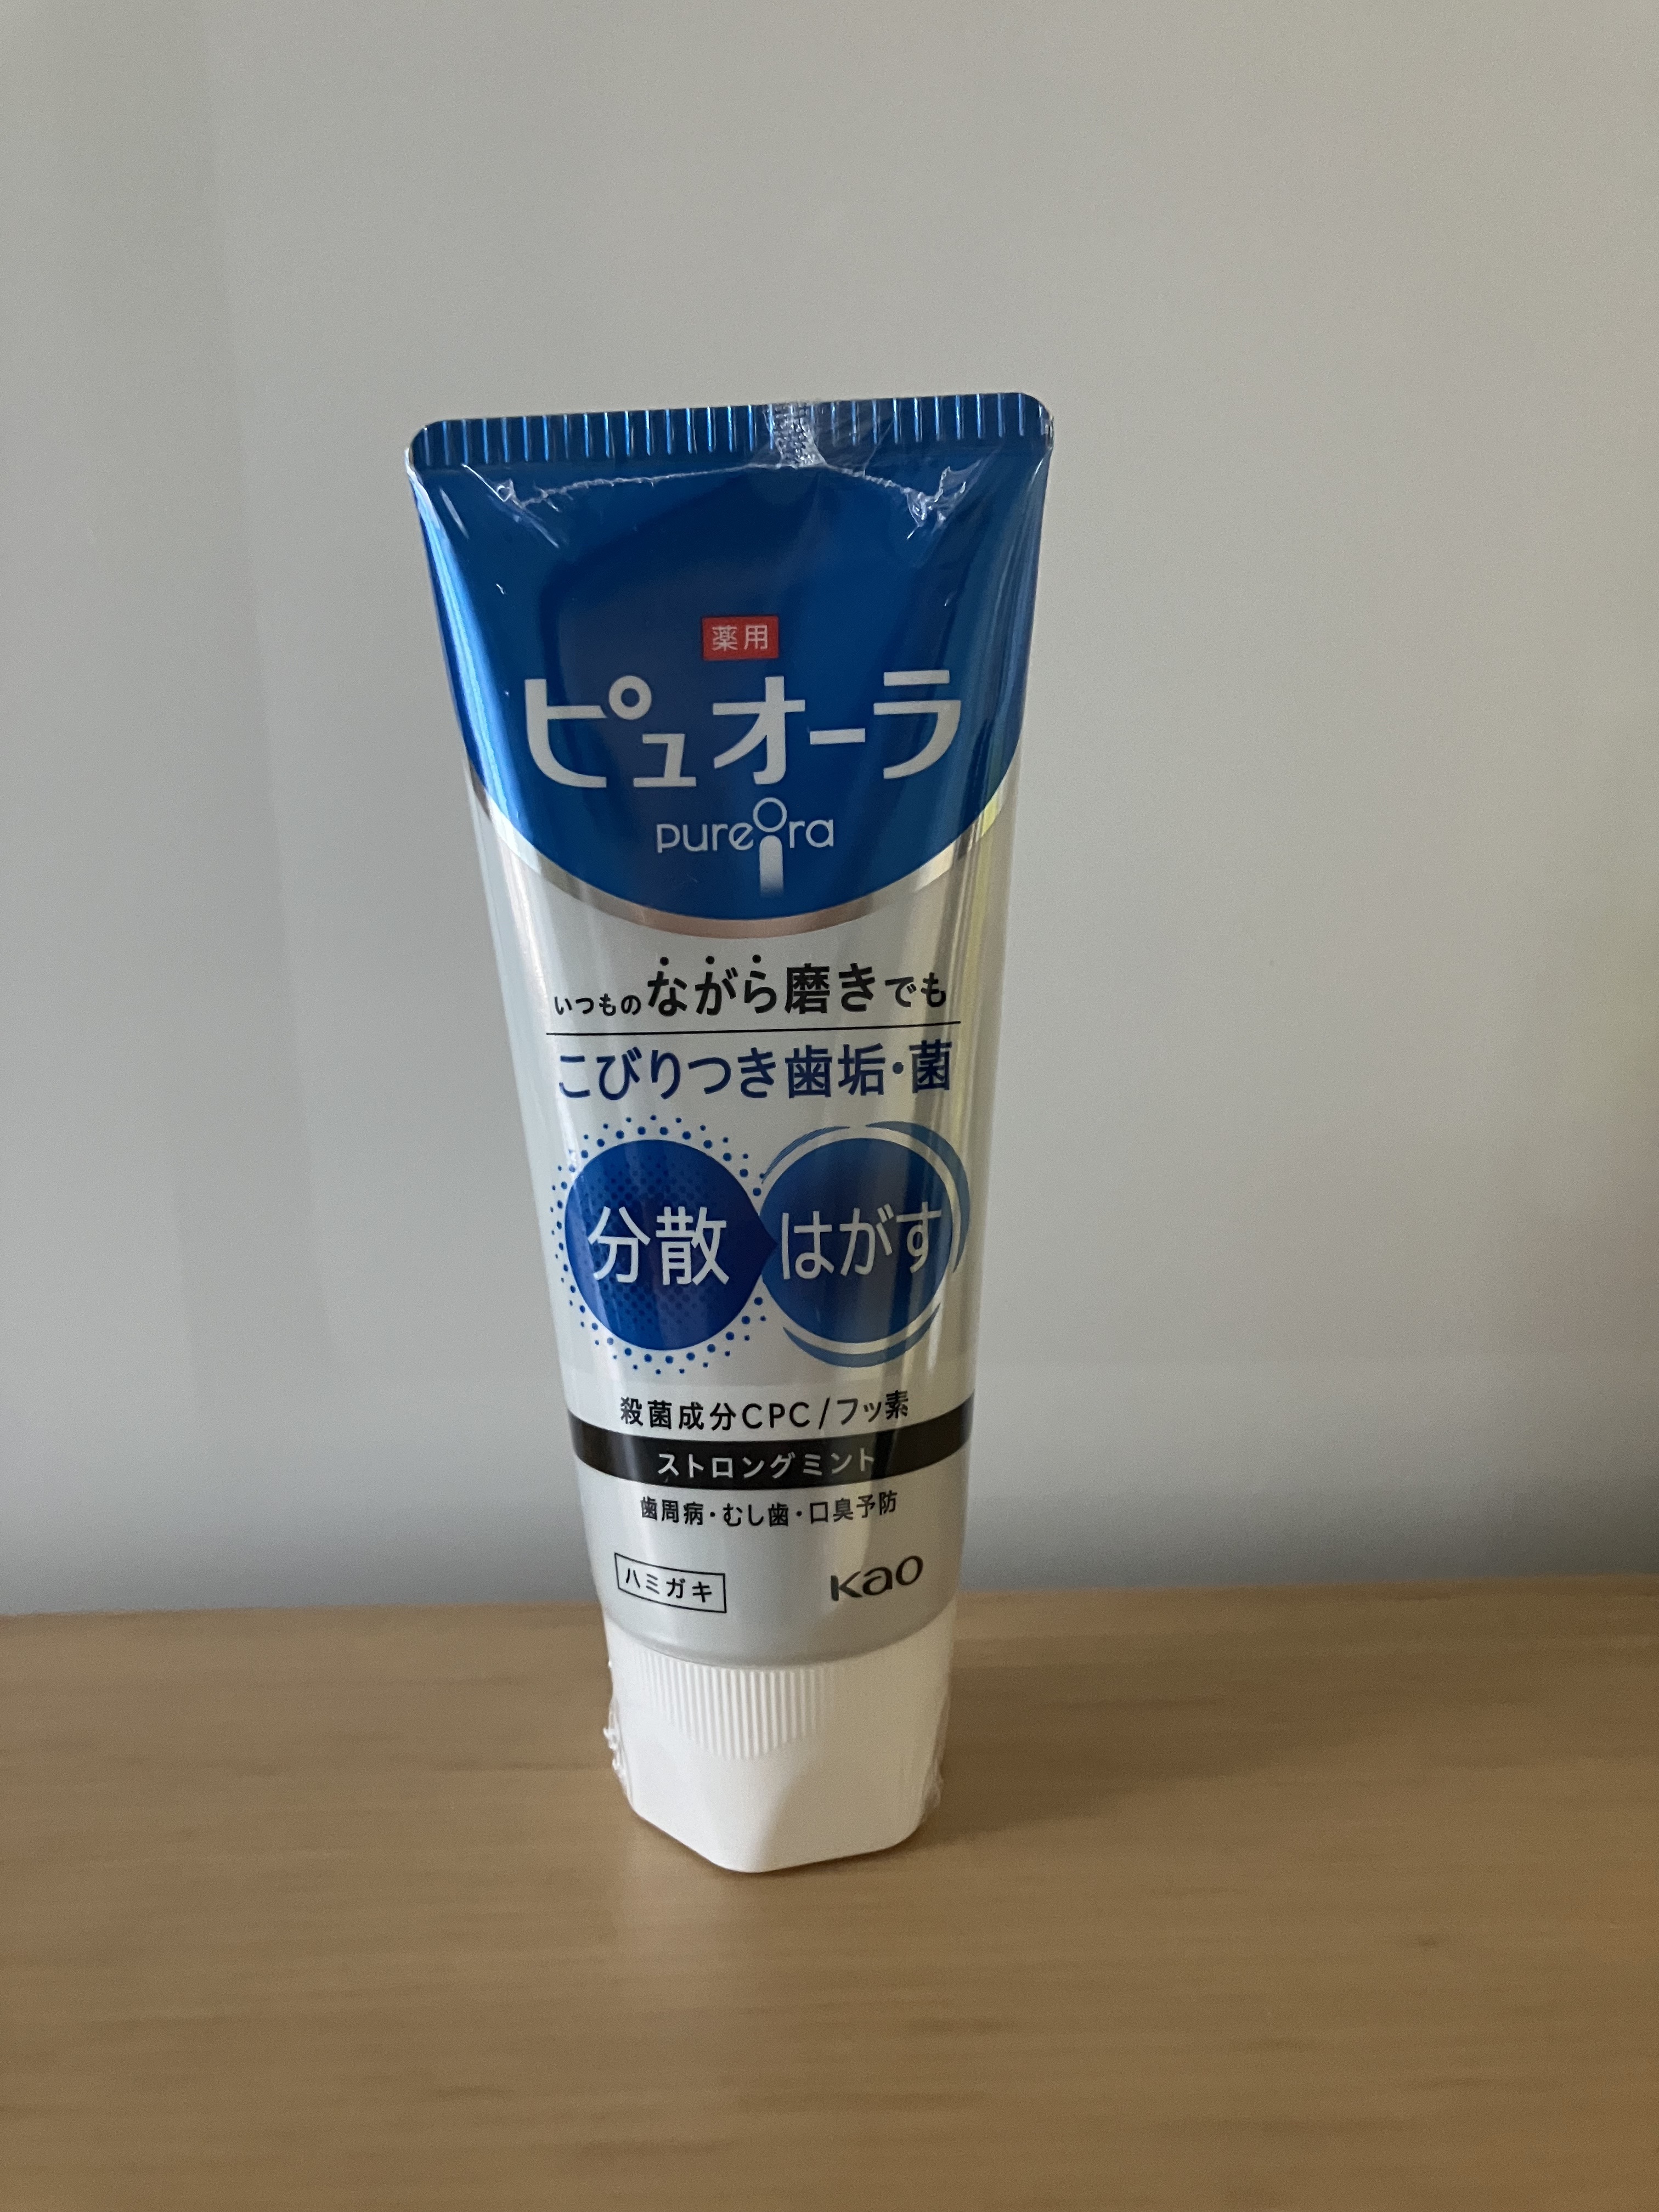 薬用
ピュオーラ
pureora
いつものながら磨きでも
こびりつき歯垢・菌
分散 はがす
殺菌成分CPC/フッ素
ストロングミント
歯周病・むし歯・口臭予防
ハミガキ Kao